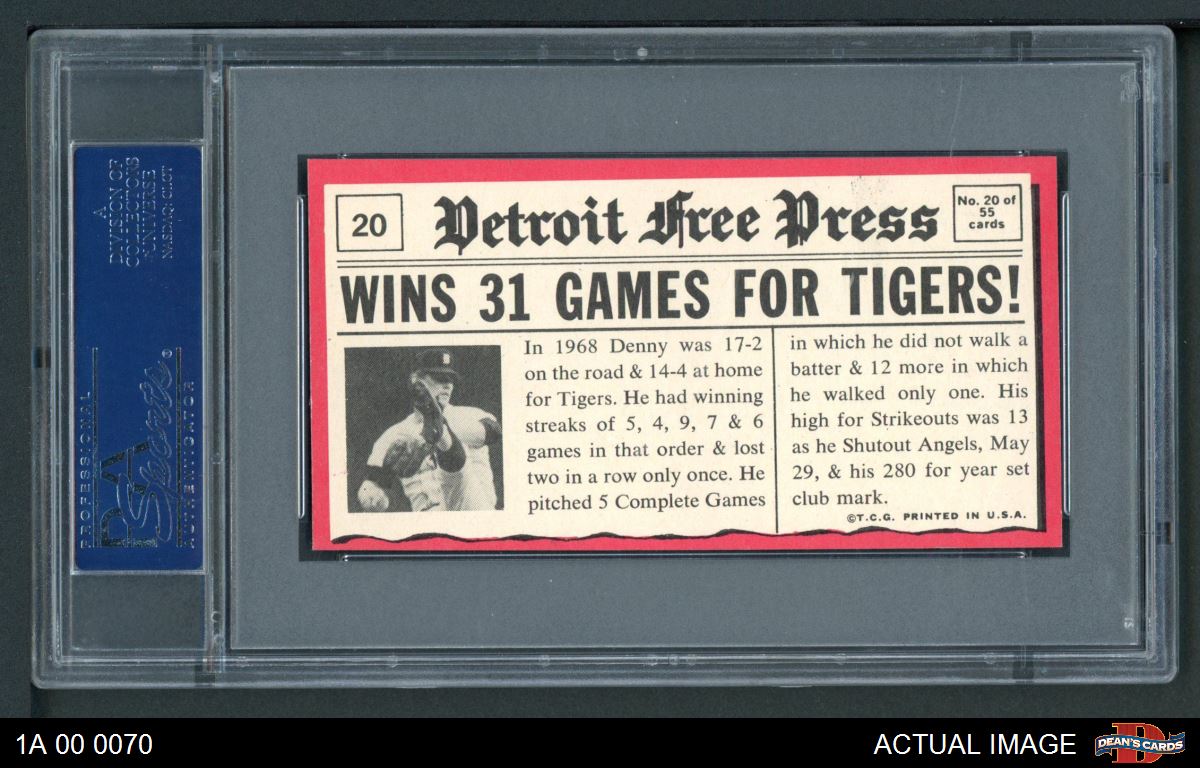 20
Detroit Free Press
No. 20 of
55
cards
WINS 31 GAMES FOR TIGERS!
In 1968 Denny was 17-2
on the road & 14-4 at home
for Tigers. He had winning
streaks of 5, 4, 9, 7 & 6
games in that order & lost
two in a row only once. He
pitched 5 Complete Games
in which he did not walk a
batter & 12 more in which
he walked only one. His
high for Strikeouts was 13
as he Shutout Angels, May
29, & his 280 for year set
club mark.
©T.C.G. PRINTED IN U.S.A.
A
DIVISION OF
COLLECTORS
UNIVERSE
NASDAQ: CLCT
PROFESSIONAL
PSA
Sports®
AUTHENTICATOR
1A 00 0070
ACTUAL IMAGE
DEAN'S CARDS